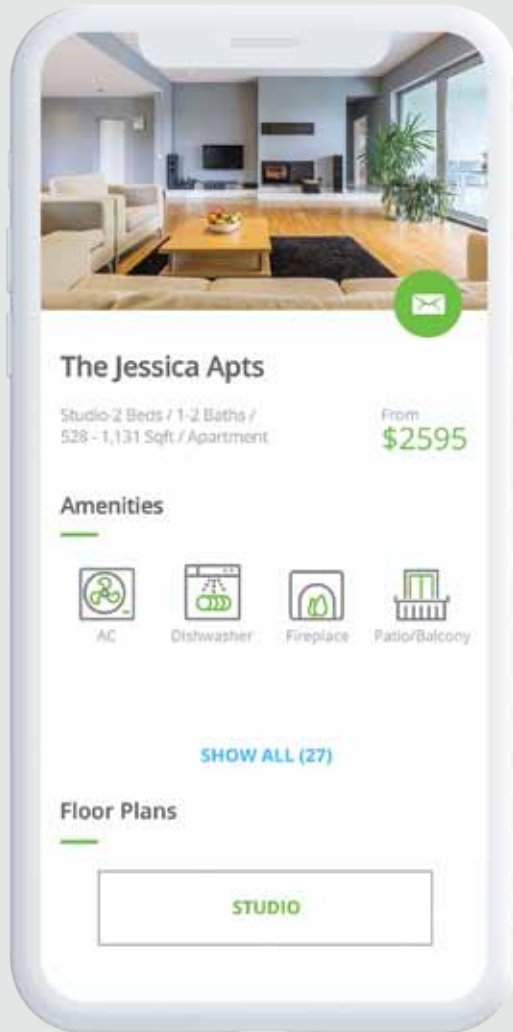 The Jessica Apts
Studio-2 Beds / 1-2 Baths /
528 - 1,131 Sqft / Apartment
From
$2595
Amenities
AC
Dishwasher
Fireplace
Patio/Balcony
SHOW ALL (27)
Floor Plans
STUDIO